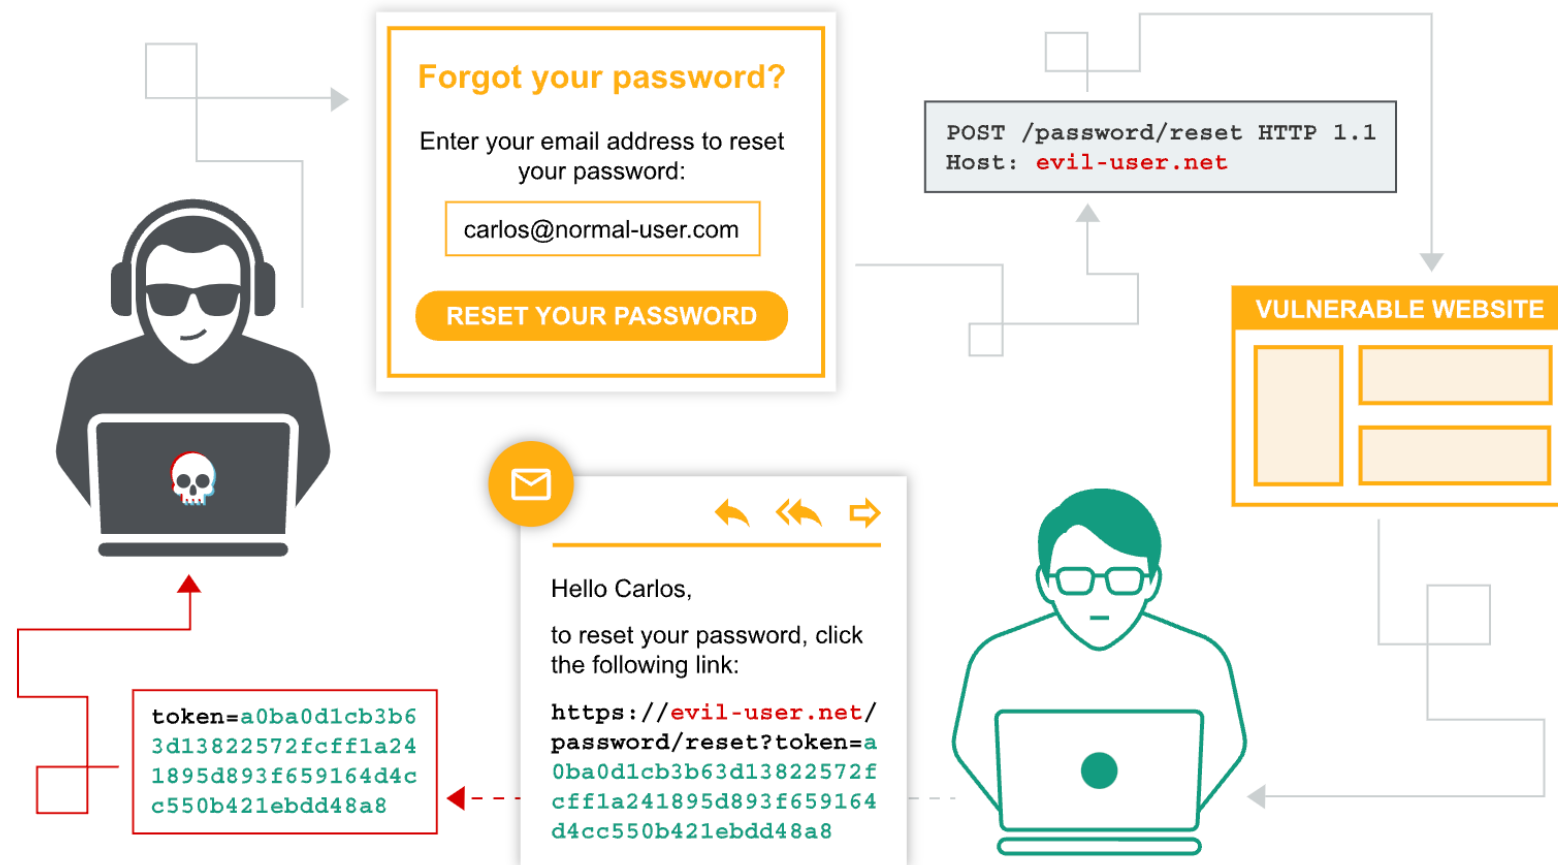 Forgot your password?
Enter your email address to reset
your password:
carlos@normal-user.com
RESET YOUR PASSWORD
POST /password/reset HTTP 1.1
Host: evil-user.net
VULNERABLE WEBSITE
Hello Carlos,
to reset your password, click
the following link:
https://evil-user.net/
password/reset?token=a
0ba0d1cb3b63d13822572f
cff1a241895d893f659164
d4cc550b421ebdd48a8
token=a0ba0d1cb3b6
3d13822572fcff1a24
1895d893f659164d4c
c550b421ebdd48a8